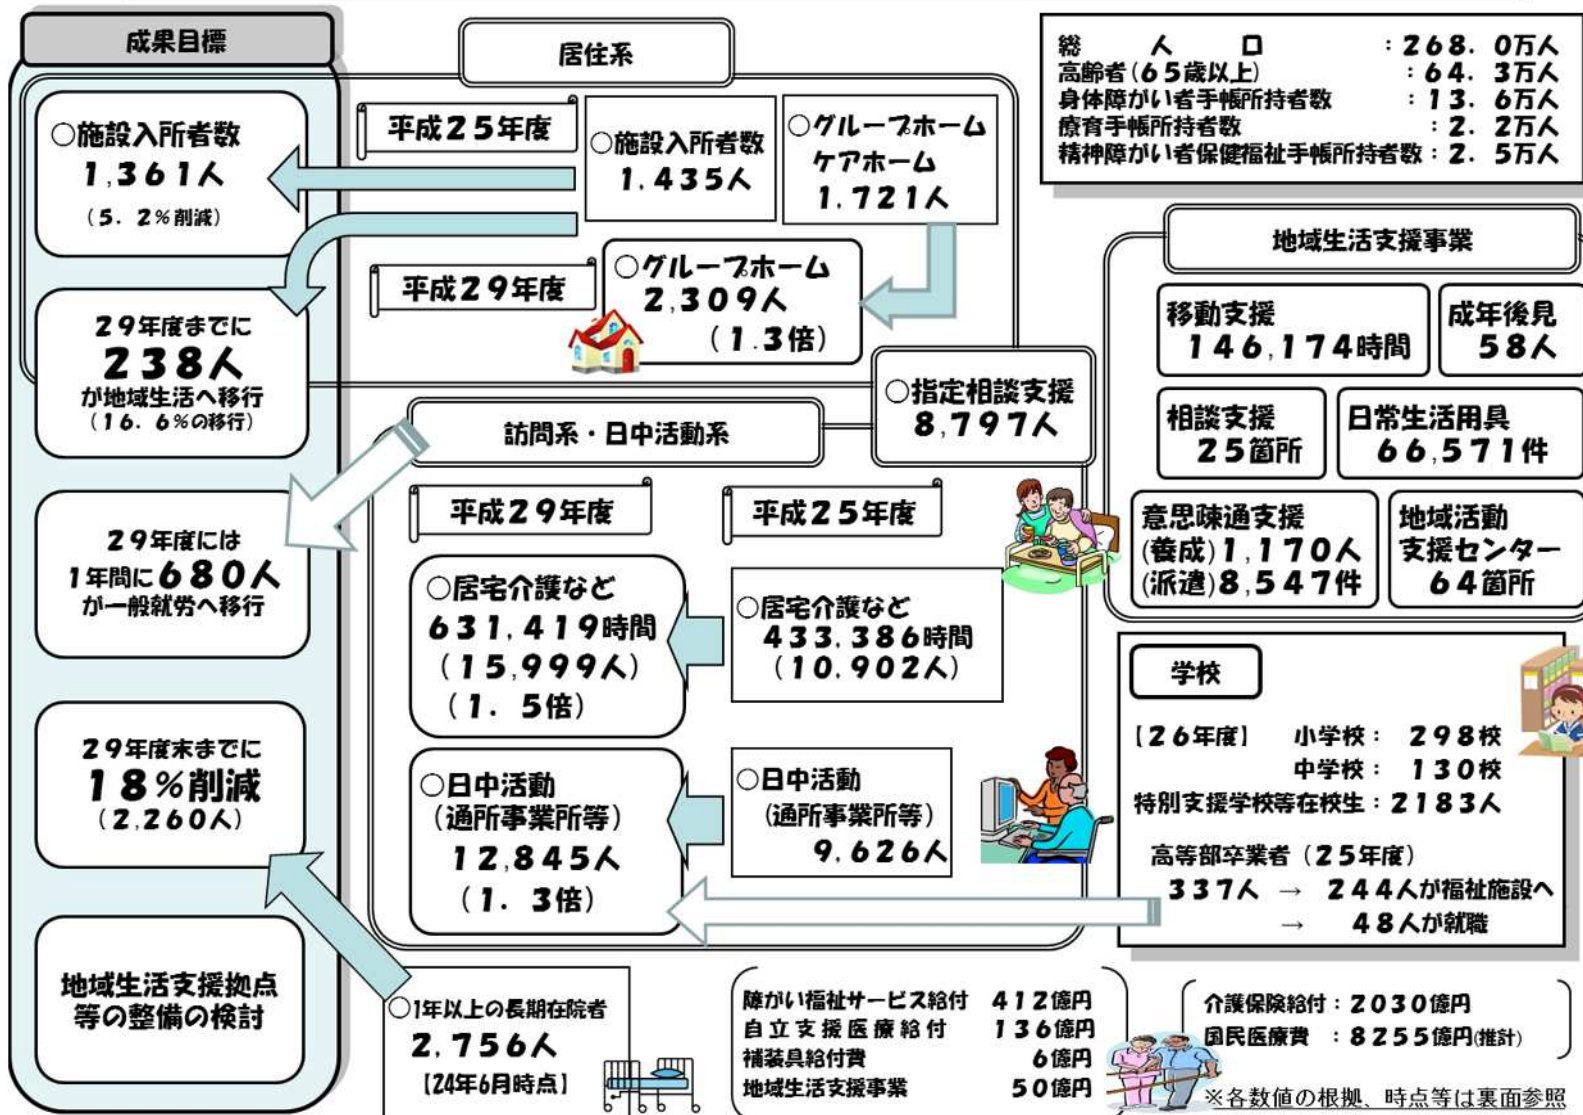 成果目標
○施設入所者数
1,361人
(5.2%削減)
29年度までに
238人
が地域生活へ移行
(16.6%の移行)
29年度には
1年間に680人
が一般就労へ移行
29年度末までに
18%削減
(2,260人)
地域生活支援拠点
等の整備の検討
居住系
平成25年度
○施設入所者数
1.435人
○グループホーム
ケアホーム
1.721人
平成29年度
○グループホーム
2,309人
(1.3倍)
○指定相談支援
8,797人
訪問系・日中活動系
平成29年度
平成25年度
○居宅介護など
631,419時間
(15,999人)
(1.5倍)
○居宅介護など
433.386時間
(10.902人)
○日中活動
(通所事業所等)
12,845人
(1.3倍)
○日中活動
(通所事業所等)
9.626人
○1年以上の長期在院者
2,756人
【24年6月時点】
総人口 :268.0万人
高齢者(65歳以上) :64.3万人
身体障がい者手帳所持者数 :13.6万人
療育手帳所持者数 :2.2万人
精神障がい者保健福祉手帳所持者数:2.5万人
地域生活支援事業
移動支援
146,174時間
成年後見
58人
相談支援
25箇所
日常生活用具
66,571件
意思疎通支援
(養成)1,170人
(派遣)8,547件
地域活動
支援センター
64箇所
学校
【26年度】 小学校: 298校
中学校: 130校
特別支援学校等在校生:2183人
高等部卒業者(25年度)
337人 → 244人が福祉施設へ
→ 48人が就職
障がい福祉サービス給付 412億円
自立支援医療給付 136億円
補装具給付費 6億円
地域生活支援事業 50億円
介護保険給付:2030億円
国民医療費 :8255億円(推計)
※各数値の根拠、時点等は裏面参照